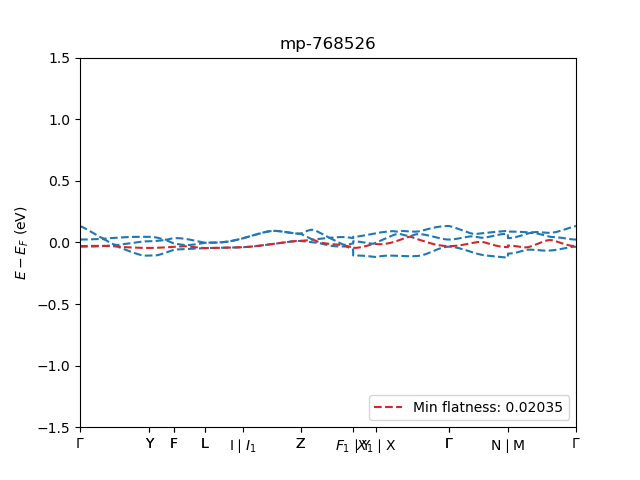 mp-768526
E − E_F (eV)
1.5
1.0
0.5
0.0
−0.5
−1.0
−1.5
Min flatness: 0.02035
Γ Y F L I | I₁ Z F₁ | Y₁ | X Γ N | M Γ